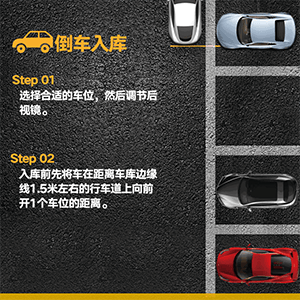 倒车入库
Step 01
选择合适的车位，然后调节后
视镜。
Step 02
入库前先将车在距离车库边缘
线1.5米左右的行车道上向前
开1个车位的距离。